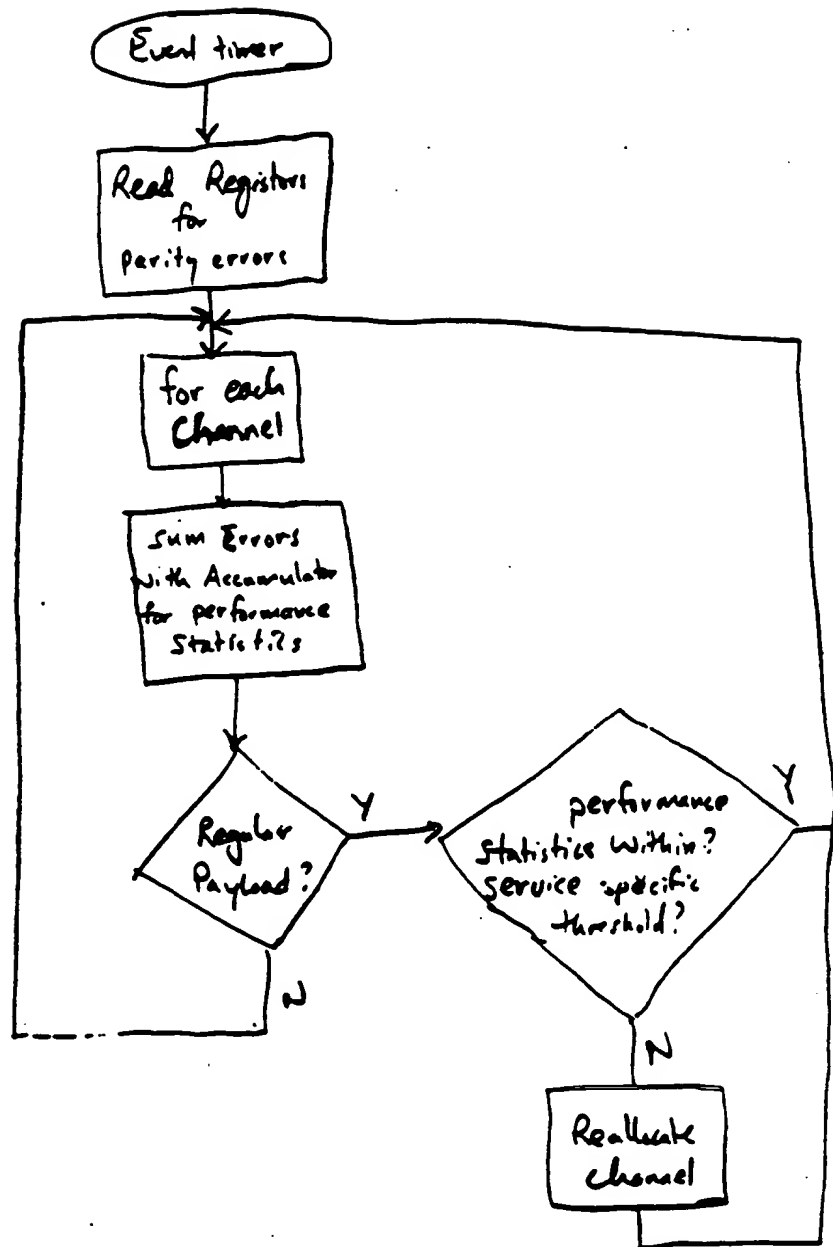 Event timer
Read Registors
for
parity errors
for each
Channel
Sum Errors
with Accumulator
for performance
Statistics
Regular
Payload?
Y
N
performance
Statistics Within?
Service specific
threshold?
Y
N
Reallocate
channel